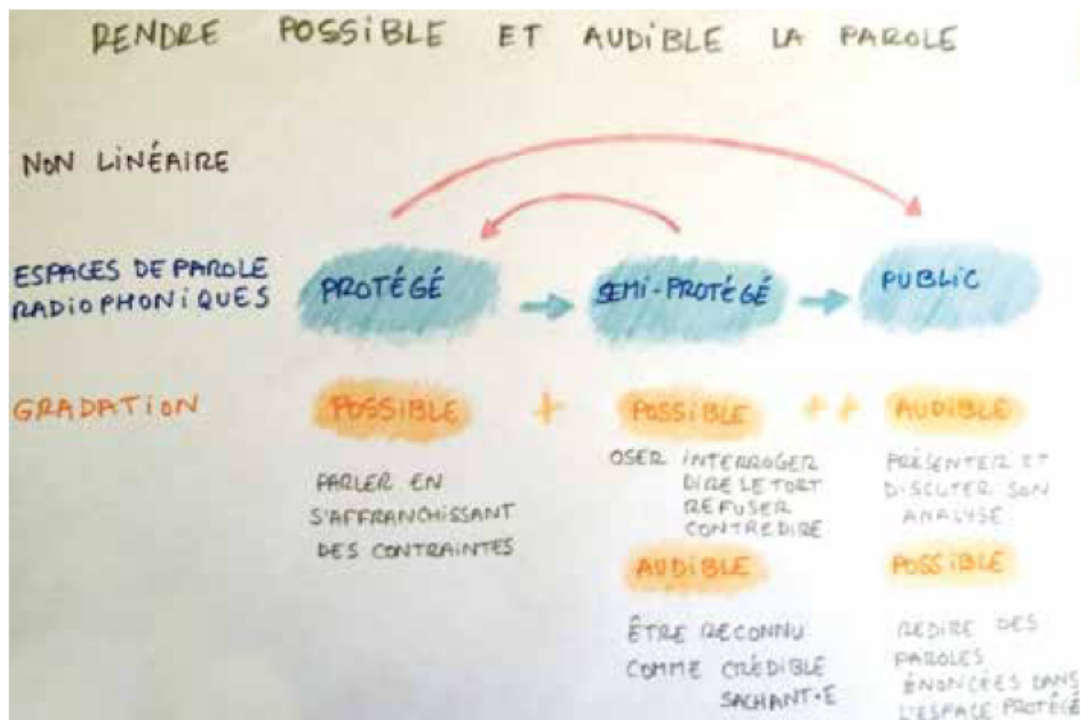 RENDRE POSSIBLE ET AUDIBLE LA PAROLE
NON LINÉAIRE
ESPACES DE PAROLE
RADIOPHONIQUES
PROTÉGÉ
SEMI-PROTÉGÉ
PUBLIC
GRADATION
POSSIBLE
+
POSSIBLE
++
AUDIBLE
PARLER EN
S'AFFRANCHISSANT
DES CONTRAINTES
OSER INTERROGER
DIRE LE TORT
REFUSER
CONTREDIRE
AUDIBLE
ÊTRE RECONNU
COMME CRÉDIBLE
SACHANT·E
PRÉSENTER ET
DISCUTER SON
ANALYSE
POSSIBLE
REDIRE DES
PAROLES
ÉNONCÉES DANS
L'ESPACE PROTÉGÉ